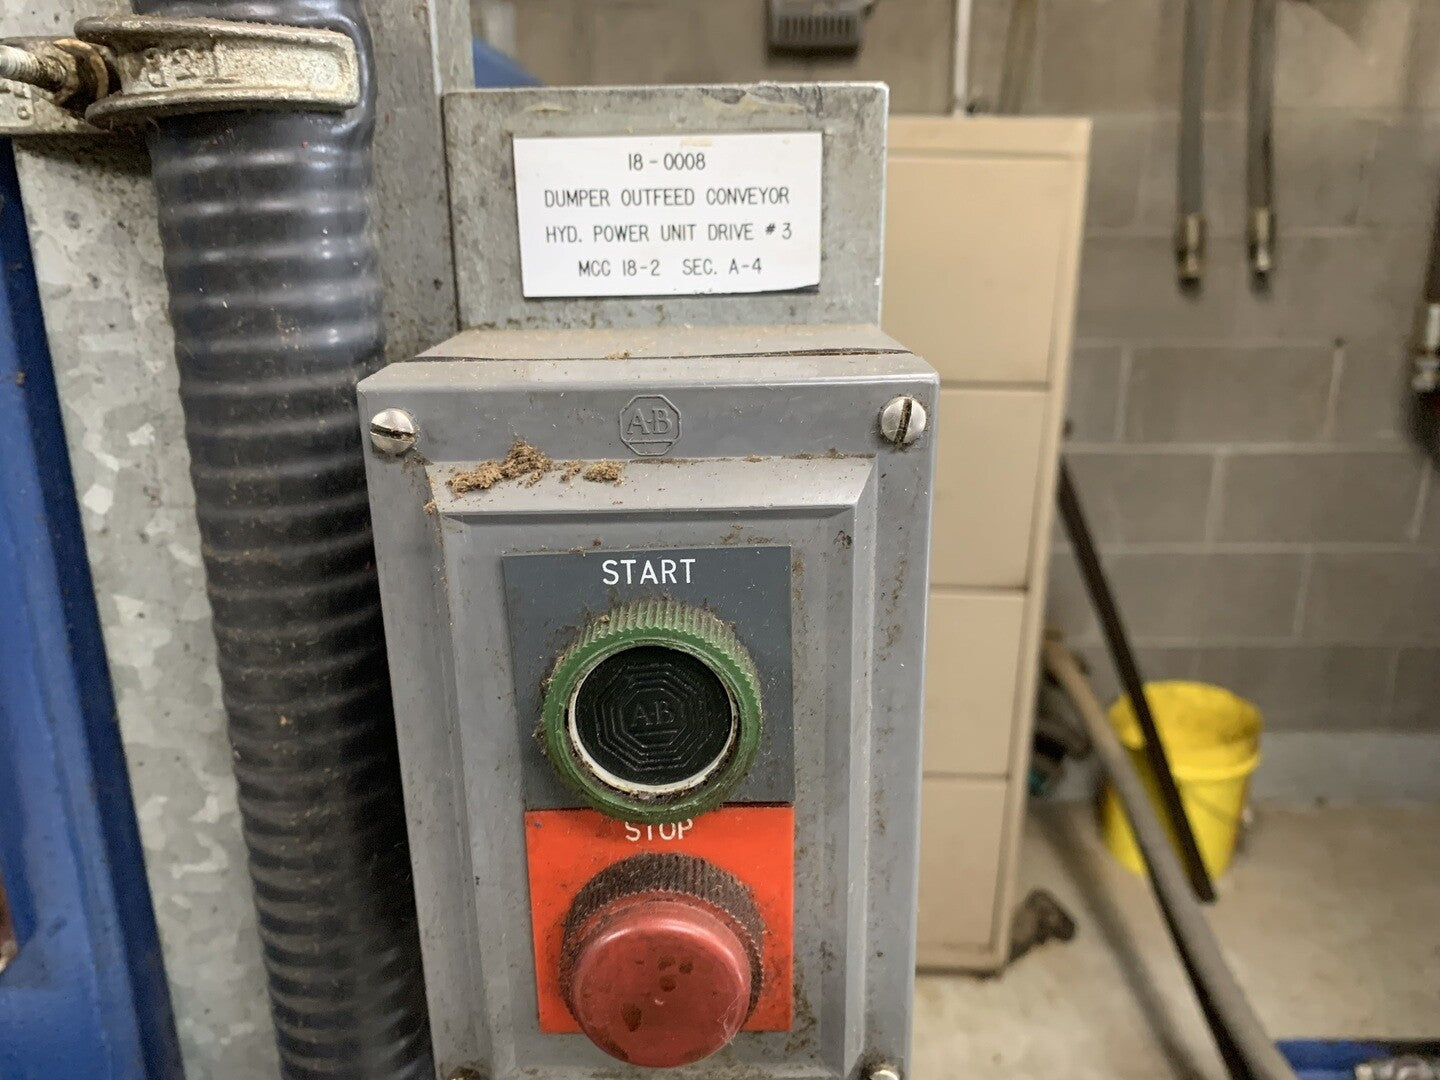 18-0008
DUMPER OUTFEED CONVEYOR
HYD. POWER UNIT DRIVE #3
MCC 18-2 SEC. A-4
A-B
START
A-B
STOP